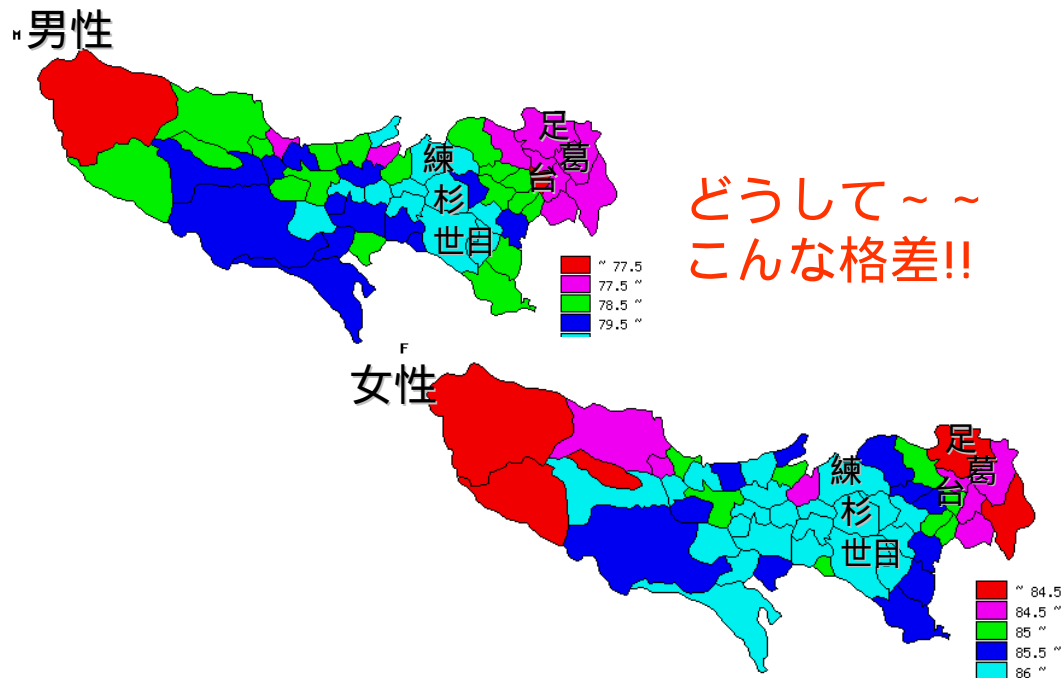 M 男性
足
葛
台
練
杉
世目
どうして～～
こんな格差!!
~ 77.5
77.5 ~
78.5 ~
79.5 ~
F
女性
足
葛
台
練
杉
世目
~ 84.5
84.5 ~
85 ~
85.5 ~
86 ~